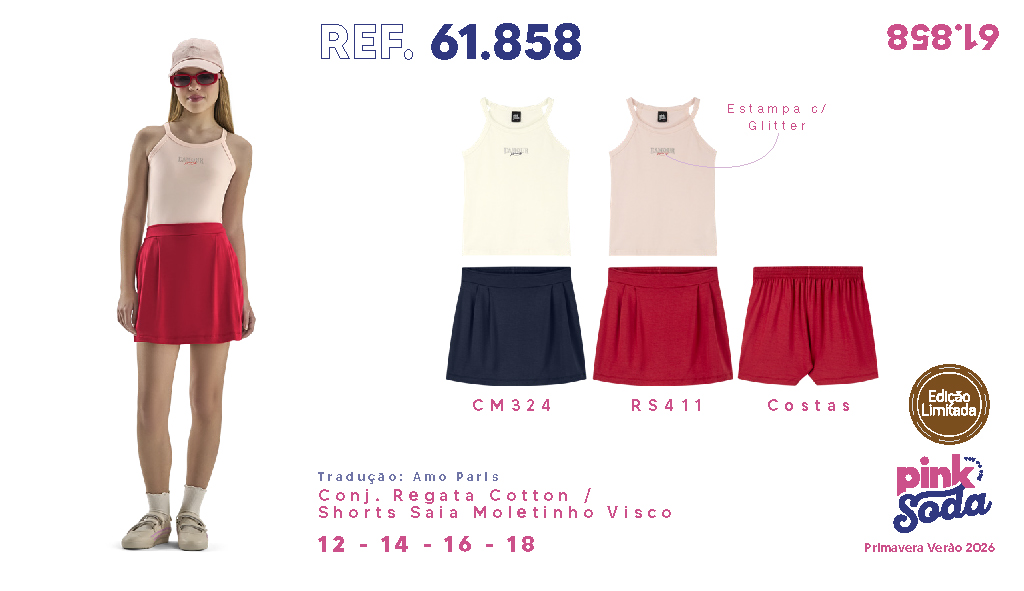 REF. 61.858
61.858
Estampa c/
Glitter
CM324
RS411
Costas
Edição
Limitada
Tradução: Amo Paris
Conj. Regata Cotton /
Shorts Saia Moletinho Visco
12 - 14 - 16 - 18
pink
Soda
Primavera Verão 2026